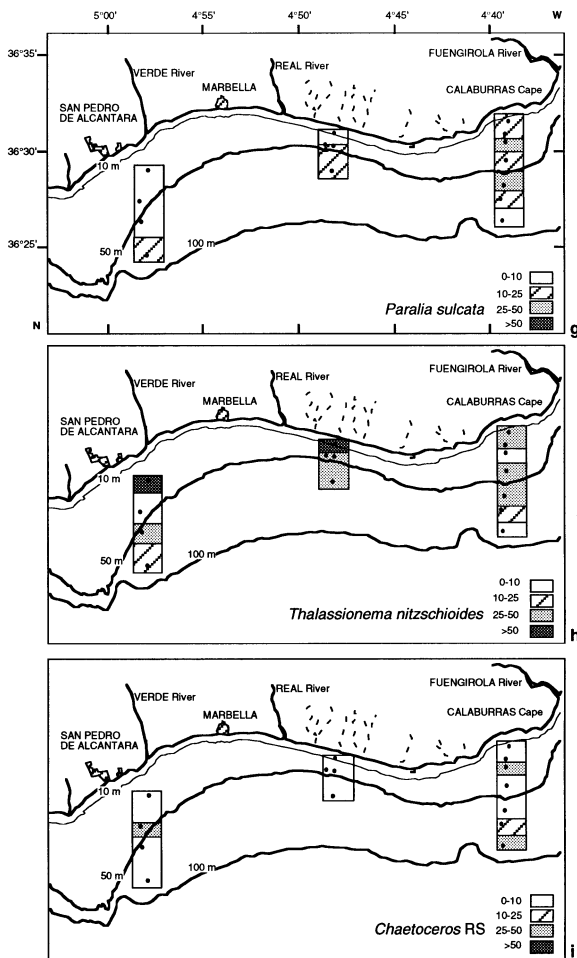 5°00' 4°55' 4°50' 4°45' 4°40' W
36°35'
36°30'
36°25'
N
FUENGIROLA River
VERDE River
REAL River
MARBELLA
CALABURRAS Cape
SAN PEDRO
DE ALCANTARA
10 m
50 m
100 m
0-10
10-25
25-50
>50
Paralia sulcata
g
FUENGIROLA River
VERDE River
REAL River
MARBELLA
CALABURRAS Cape
SAN PEDRO
DE ALCANTARA
10 m
50 m
100 m
0-10
10-25
25-50
>50
Thalassionema nitzschioides
h
FUENGIROLA River
VERDE River
REAL River
MARBELLA
CALABURRAS Cape
SAN PEDRO
DE ALCANTARA
10 m
50 m
100 m
0-10
10-25
25-50
>50
Chaetoceros RS
i